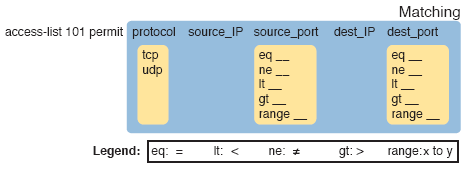 Matching
access-list 101 permit protocol source_IP source_port dest_IP dest_port
tcp eq __ eq __
udp ne __ ne __
lt __ lt __
gt __ gt __
range __ range __
Legend: eq: = lt: < ne: ≠ gt: > range: x to y